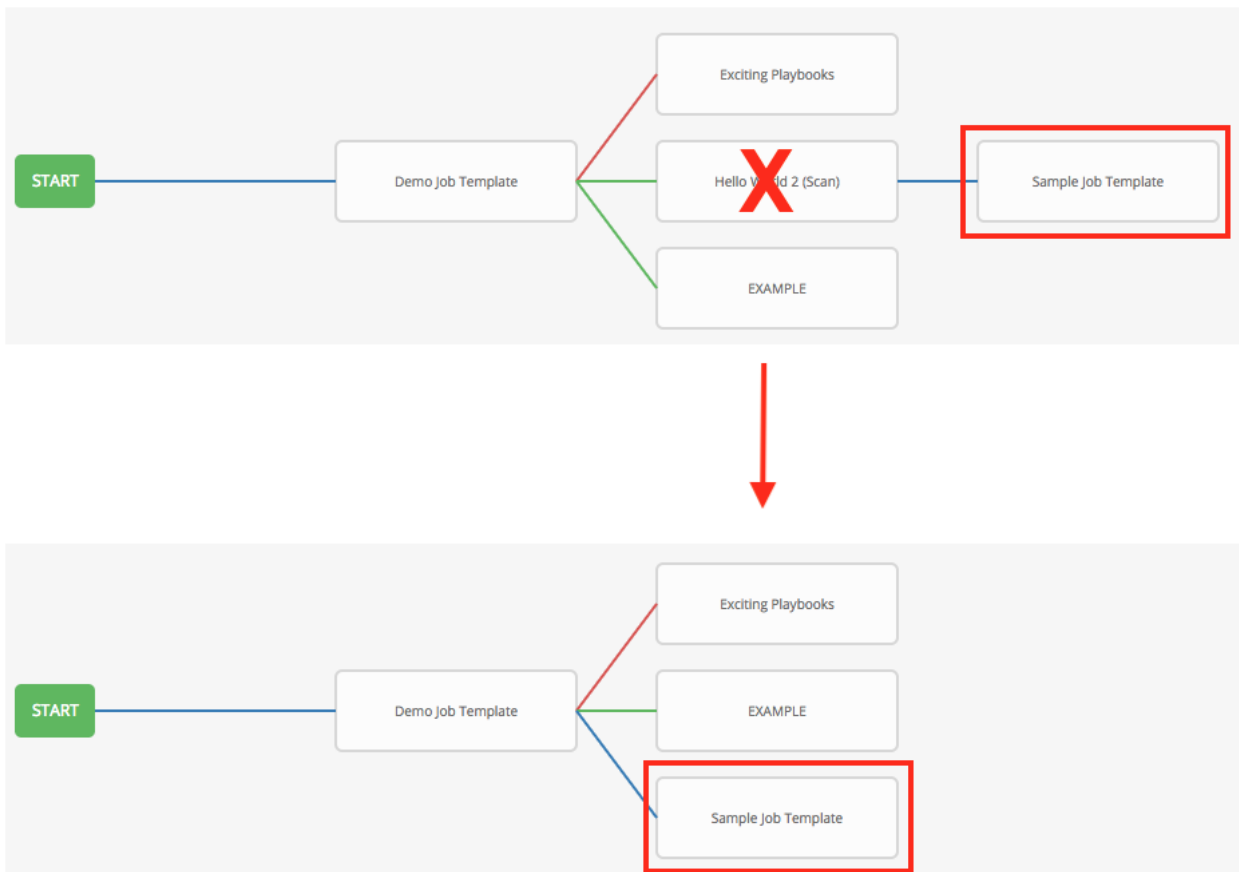 Exciting Playbooks
START
Demo Job Template
Hello W ld 2 (Scan)
X
Sample Job Template
EXAMPLE
Exciting Playbooks
START
Demo Job Template
EXAMPLE
Sample Job Template